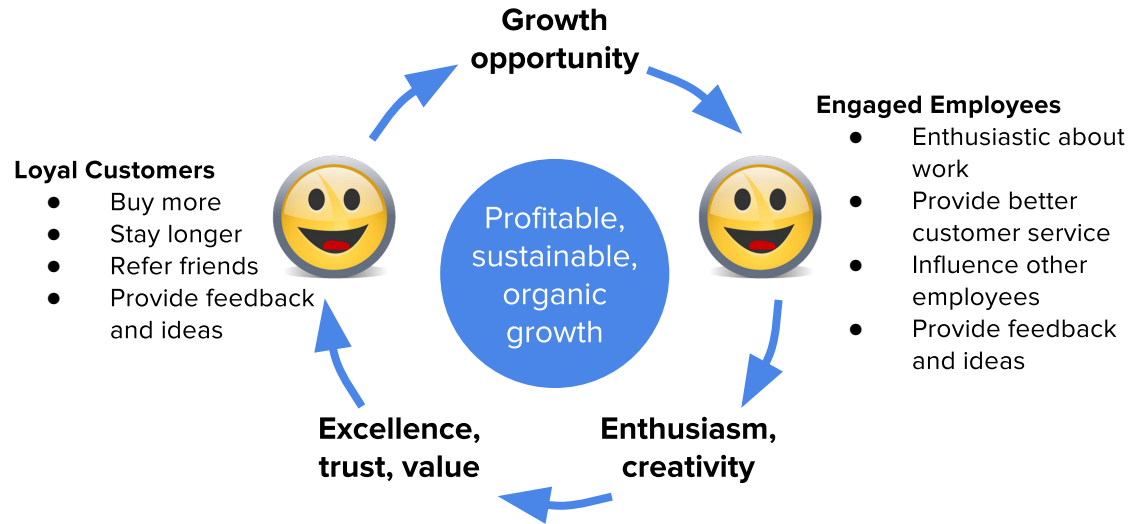 Growth
opportunity
Engaged Employees
● Enthusiastic about
work
● Provide better
customer service
● Influence other
employees
● Provide feedback
and ideas
Loyal Customers
● Buy more
● Stay longer
● Refer friends
● Provide feedback
and ideas
Profitable,
sustainable,
organic
growth
Excellence,
trust, value
Enthusiasm,
creativity